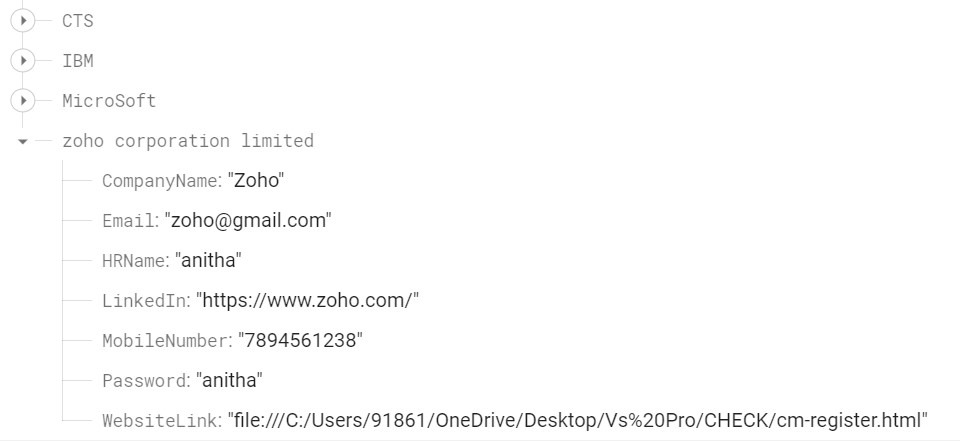 CTS
IBM
MicroSoft
zoho corporation limited
CompanyName: "Zoho"
Email: "zoho@gmail.com"
HRName: "anitha"
LinkedIn: "https://www.zoho.com/"
MobileNumber: "7894561238"
Password: "anitha"
WebsiteLink: "file:///C:/Users/91861/OneDrive/Desktop/Vs%20Pro/CHECK/cm-register.html"